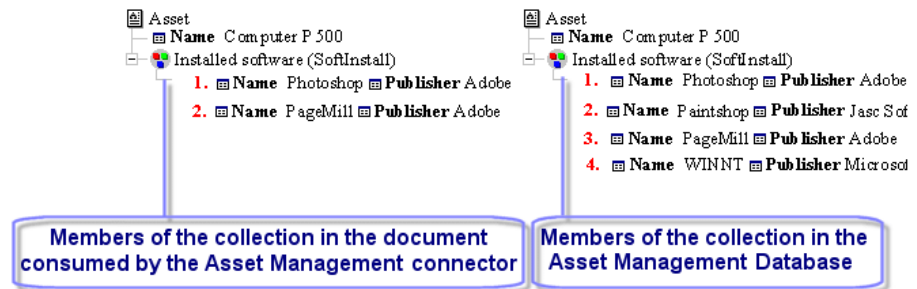 Asset
Name Computer P 500
Installed software (SoftInstall)
1. Name Photoshop Publisher Adobe
2. Name PageMill Publisher Adobe
Members of the collection in the document
consumed by the Asset Management connector
Asset
Name Computer P 500
Installed software (SoftInstall)
1. Name Photoshop Publisher Adobe
2. Name Paintshop Publisher Jasc Sof
3. Name PageMill Publisher Adobe
4. Name WINNT Publisher Microsof
Members of the collection in the
Asset Management Database